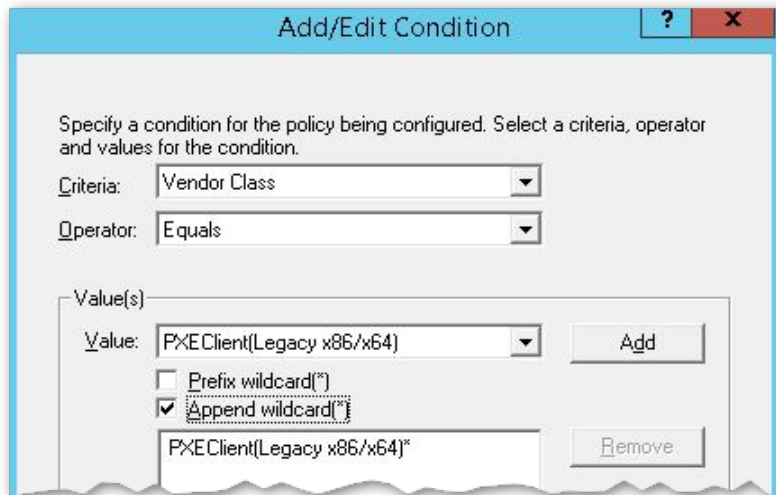 Add/Edit Condition
?
x
Specify a condition for the policy being configured. Select a criteria, operator
and values for the condition.
Criteria:
Vendor Class
Operator:
Equals
Value(s)
Value:
PXEClient(Legacy x86/x64)
Add
Prefix wildcard(*)
Append wildcard(*)
PXEClient(Legacy x86/x64)*
Remove